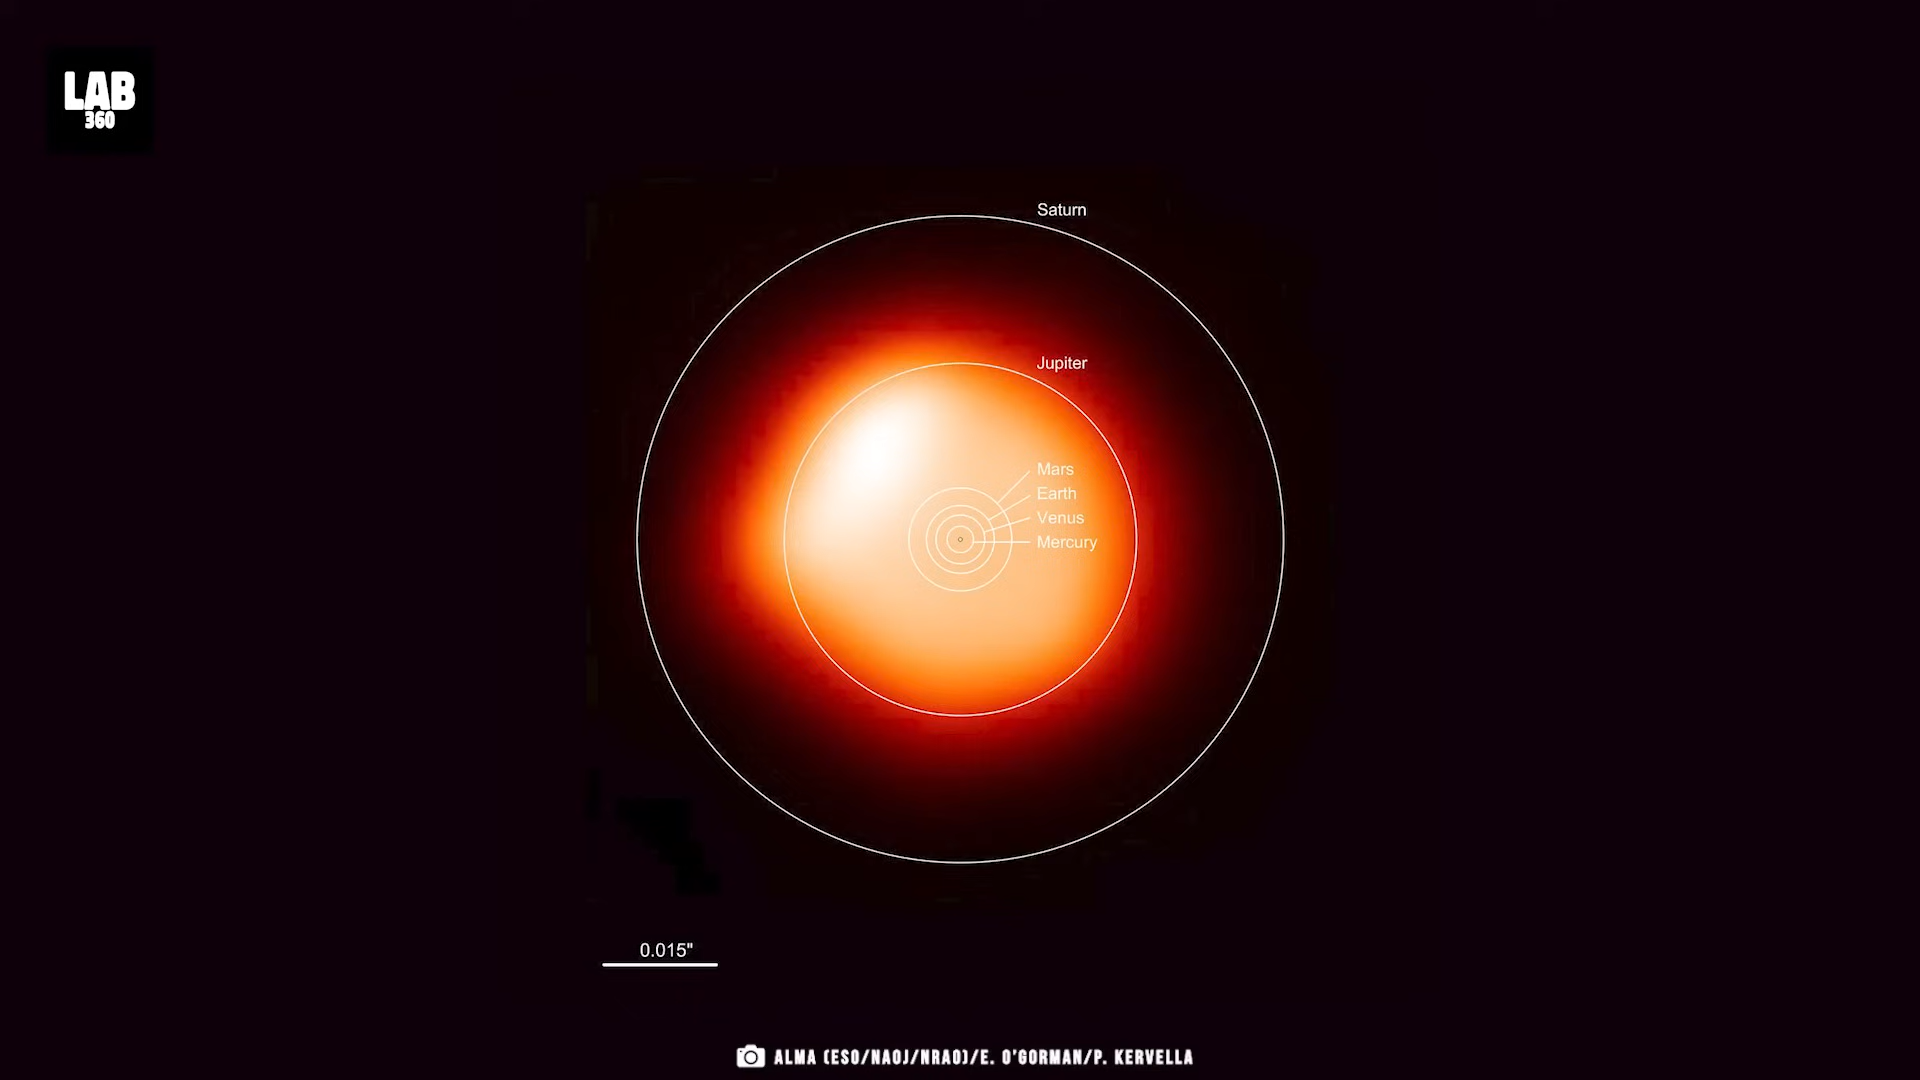 LAB
360
Saturn
Jupiter
Mars
Earth
Venus
Mercury
0.015"
ALMA (ESO/NAOJ/NRAO)/E. O'GORMAN/P. KERVELLA